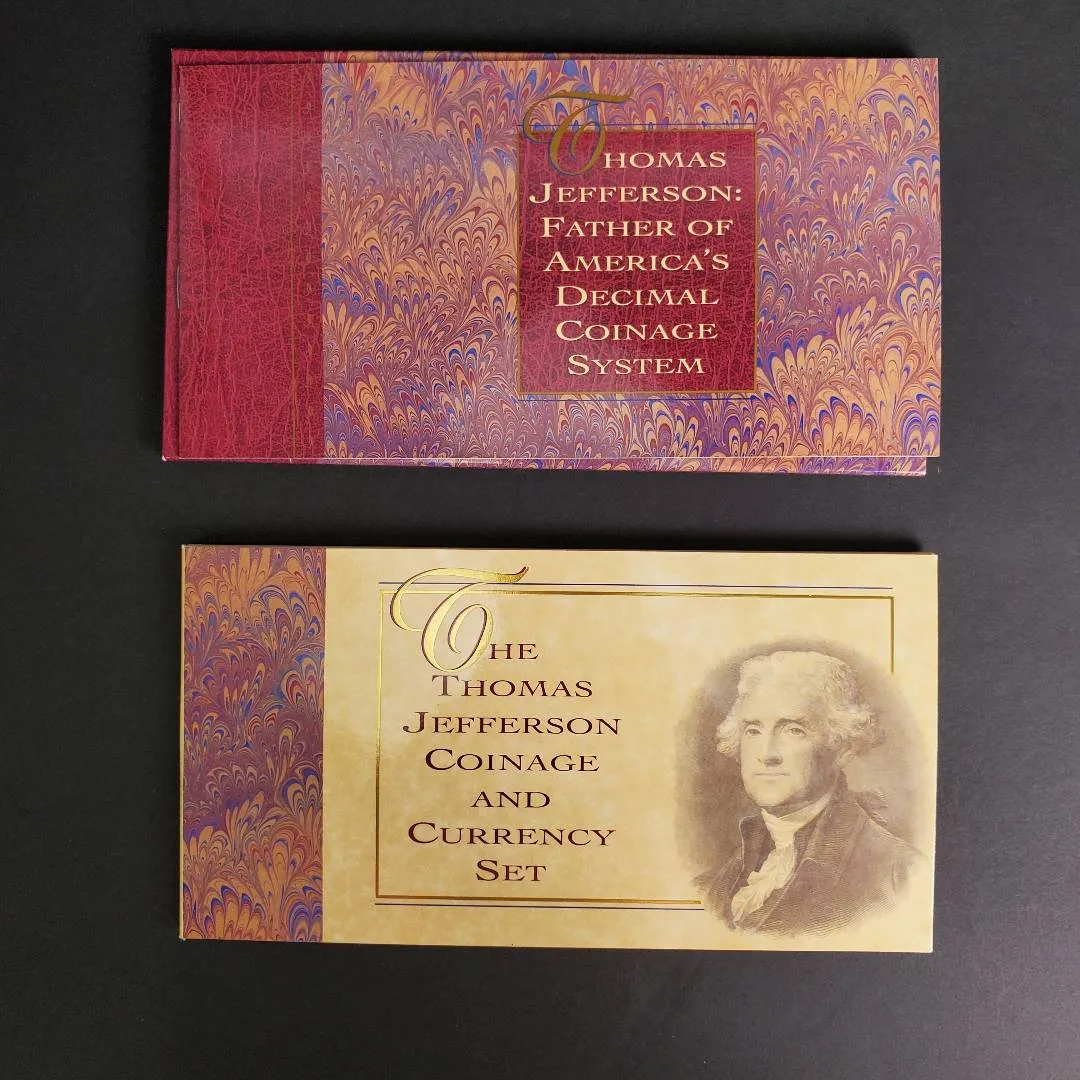 THOMAS
JEFFERSON:
FATHER OF
AMERICA'S
DECIMAL
COINAGE
SYSTEM
THE
THOMAS
JEFFERSON
COINAGE
AND
CURRENCY
SET